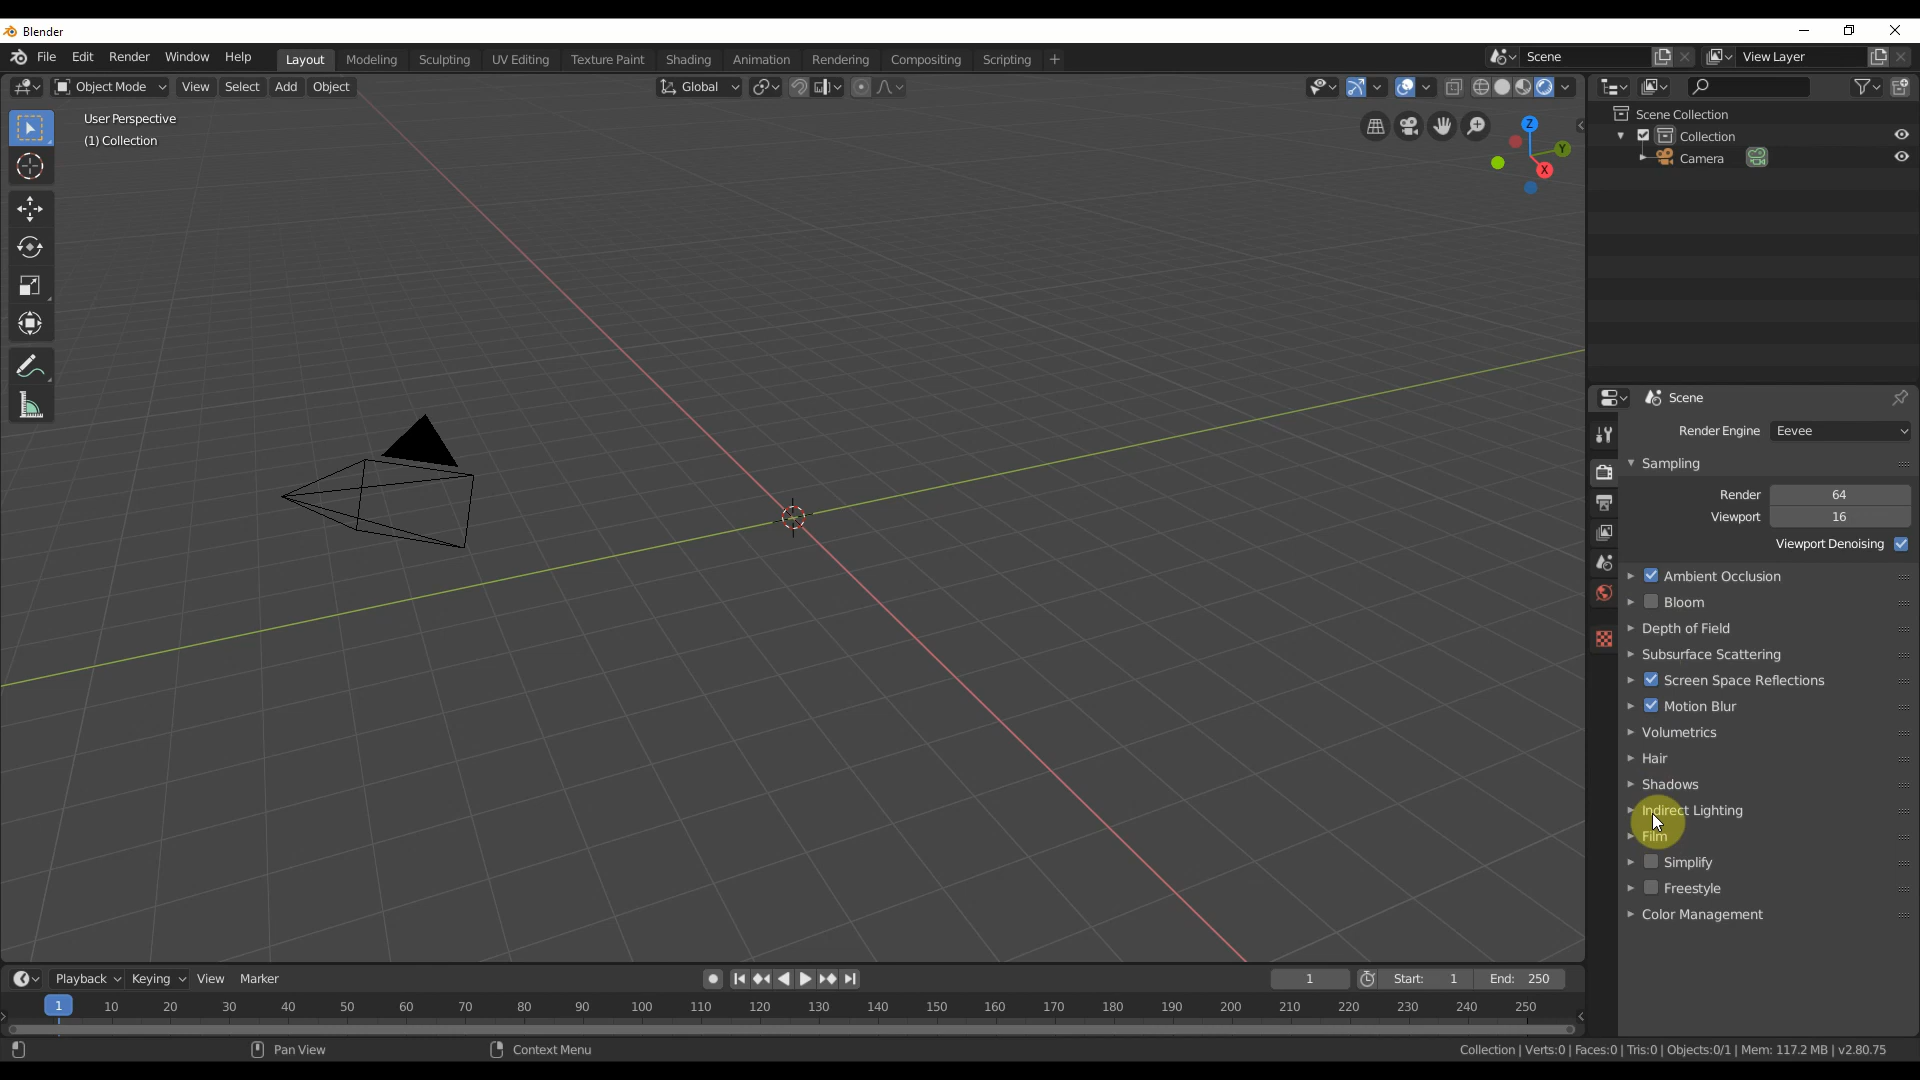 Blender
File Edit Render Window Help Layout Modeling Sculpting UV Editing Texture Paint Shading Animation Rendering Compositing Scripting + Scene View Layer
Object Mode View Select Add Object Global
User Perspective
(1) Collection
Z
Y
X
Scene Collection
Collection
Camera
Scene
Render Engine Eevee
Sampling
Render 64
Viewport 16
Viewport Denoising
Ambient Occlusion
Bloom
Depth of Field
Subsurface Scattering
Screen Space Reflections
Motion Blur
Volumetrics
Hair
Shadows
Indirect Lighting
Film
Simplify
Freestyle
Color Management
Playback Keying View Marker 1 Start: 1 End: 250
1 10 20 30 40 50 60 70 80 90 100 110 120 130 140 150 160 170 180 190 200 210 220 230 240 250
Pan View Context Menu Collection | Verts:0 | Faces:0 | Tris:0 | Objects:0/1 | Mem: 117.2 MB | v2.80.75